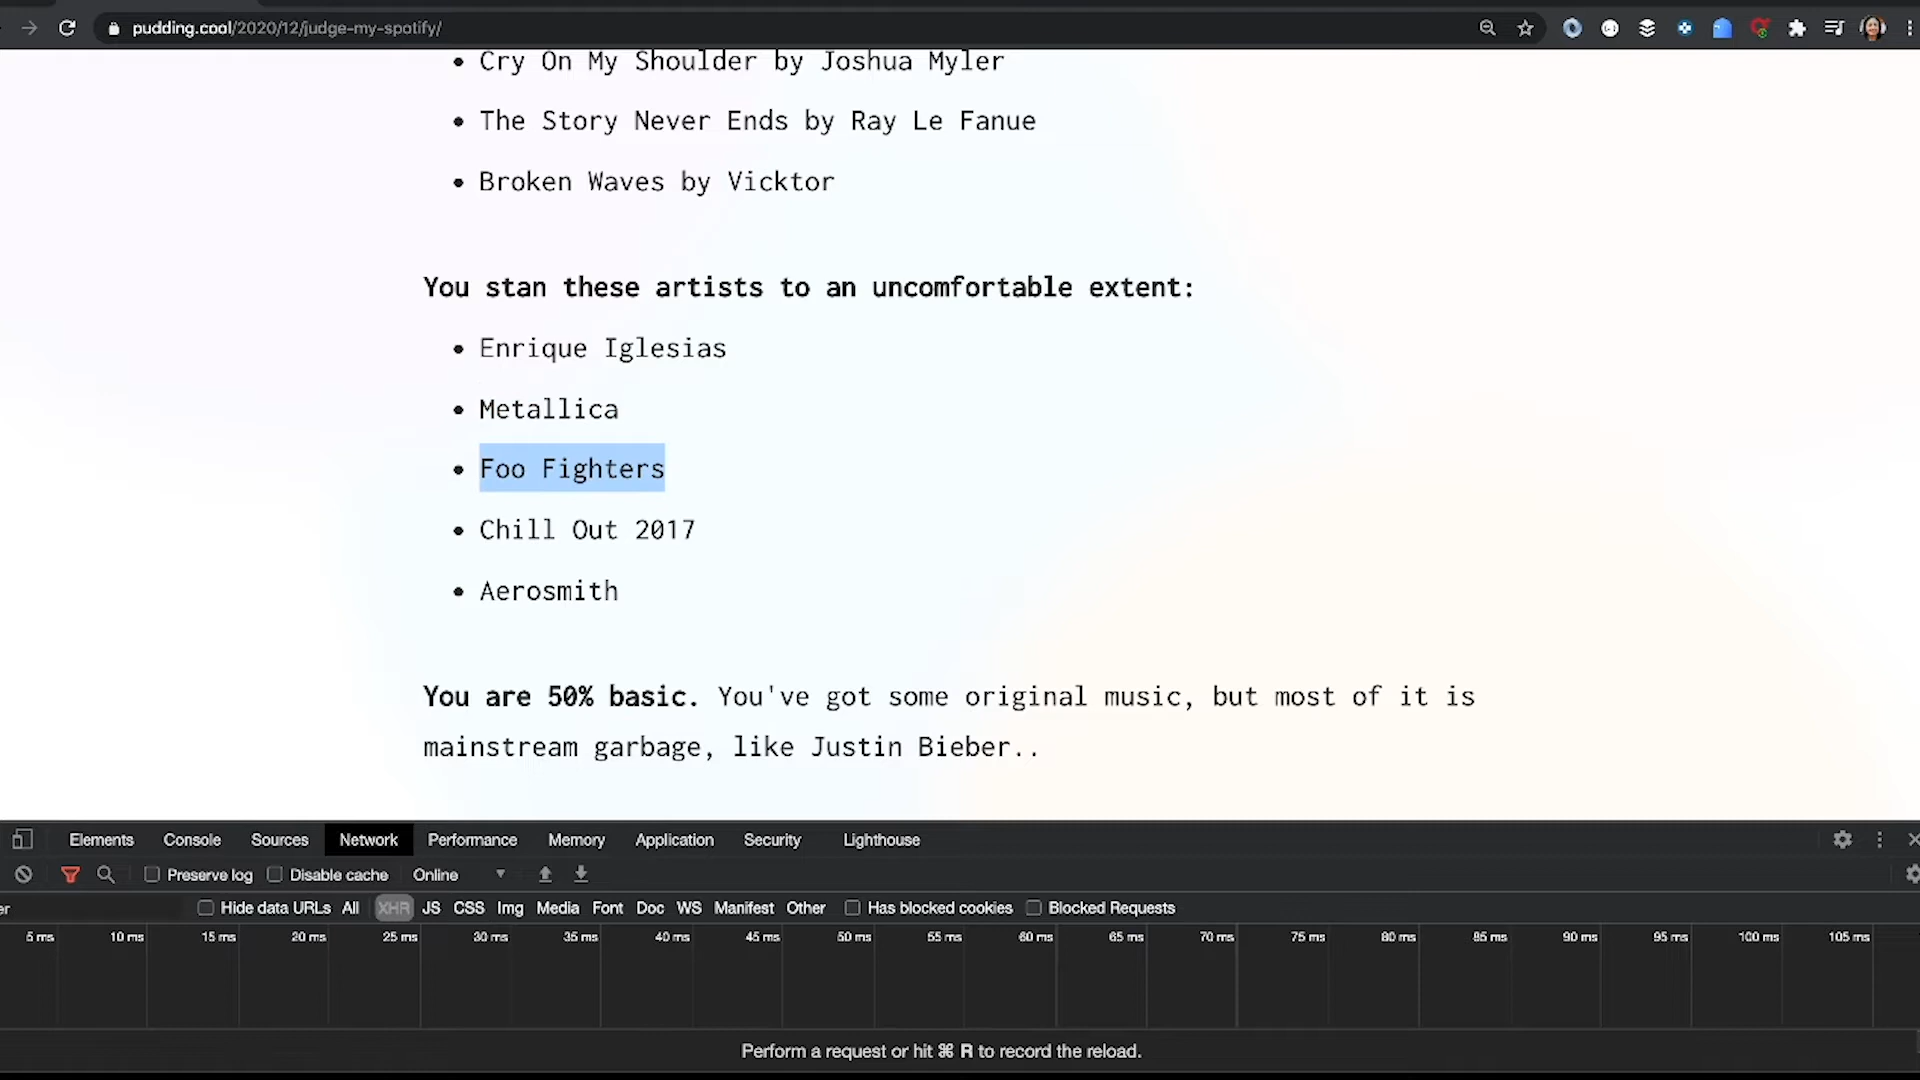 pudding.cool/2020/12/judge-my-spotify/
• Cry On My Shoulder by Joshua Myler
• The Story Never Ends by Ray Le Fanue
• Broken Waves by Vicktor
You stan these artists to an uncomfortable extent:
• Enrique Iglesias
• Metallica
• Foo Fighters
• Chill Out 2017
• Aerosmith
You are 50% basic. You've got some original music, but most of it is
mainstream garbage, like Justin Bieber..
Elements Console Sources Network Performance Memory Application Security Lighthouse
Preserve log Disable cache Online
er Hide data URLs All XHR JS CSS Img Media Font Doc WS Manifest Other Has blocked cookies Blocked Requests
5 ms 10 ms 15 ms 20 ms 25 ms 30 ms 35 ms 40 ms 45 ms 50 ms 55 ms 60 ms 65 ms 70 ms 75 ms 80 ms 85 ms 90 ms 95 ms 100 ms 105 ms
Perform a request or hit ⌘ R to record the reload.